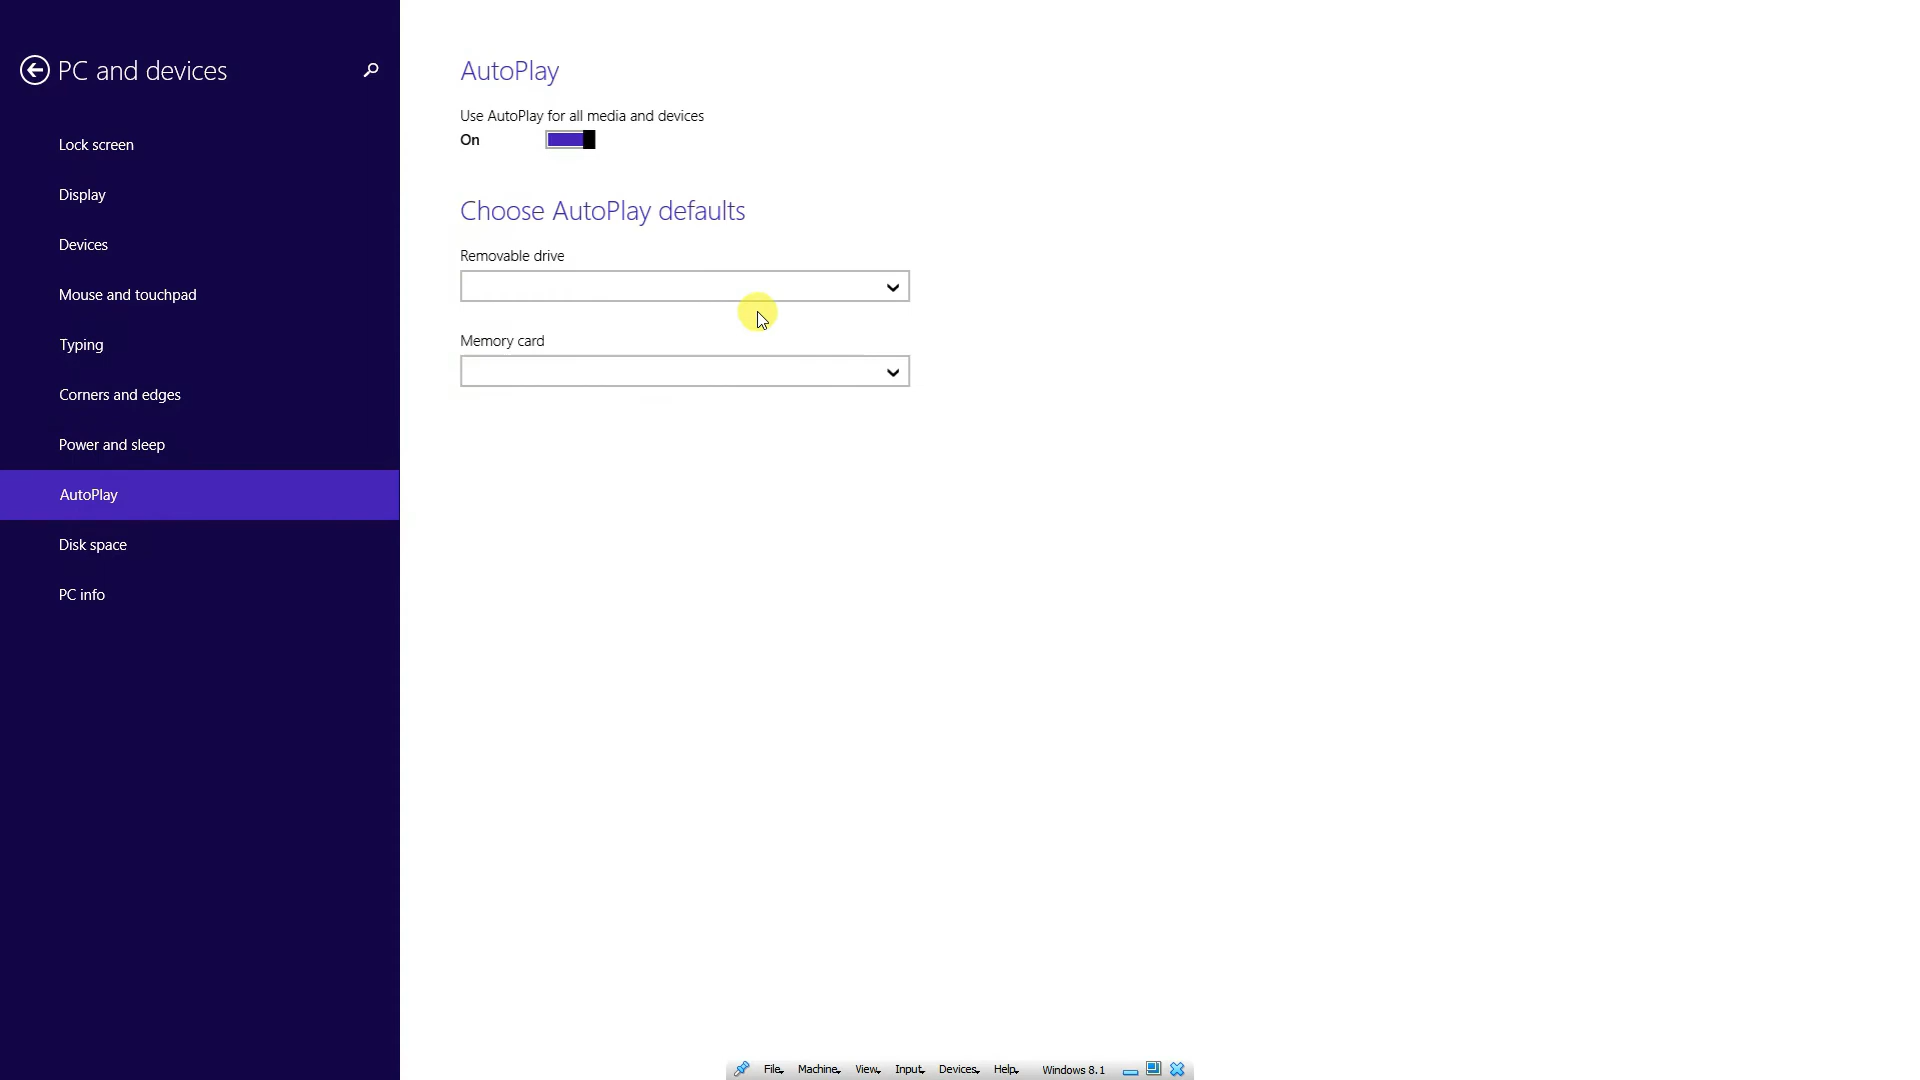 PC and devices
Lock screen
Display
Devices
Mouse and touchpad
Typing
Corners and edges
Power and sleep
AutoPlay
Disk space
PC info
AutoPlay
Use AutoPlay for all media and devices
On
Choose AutoPlay defaults
Removable drive
Memory card
File Machine View Input Devices Help Windows 8.1